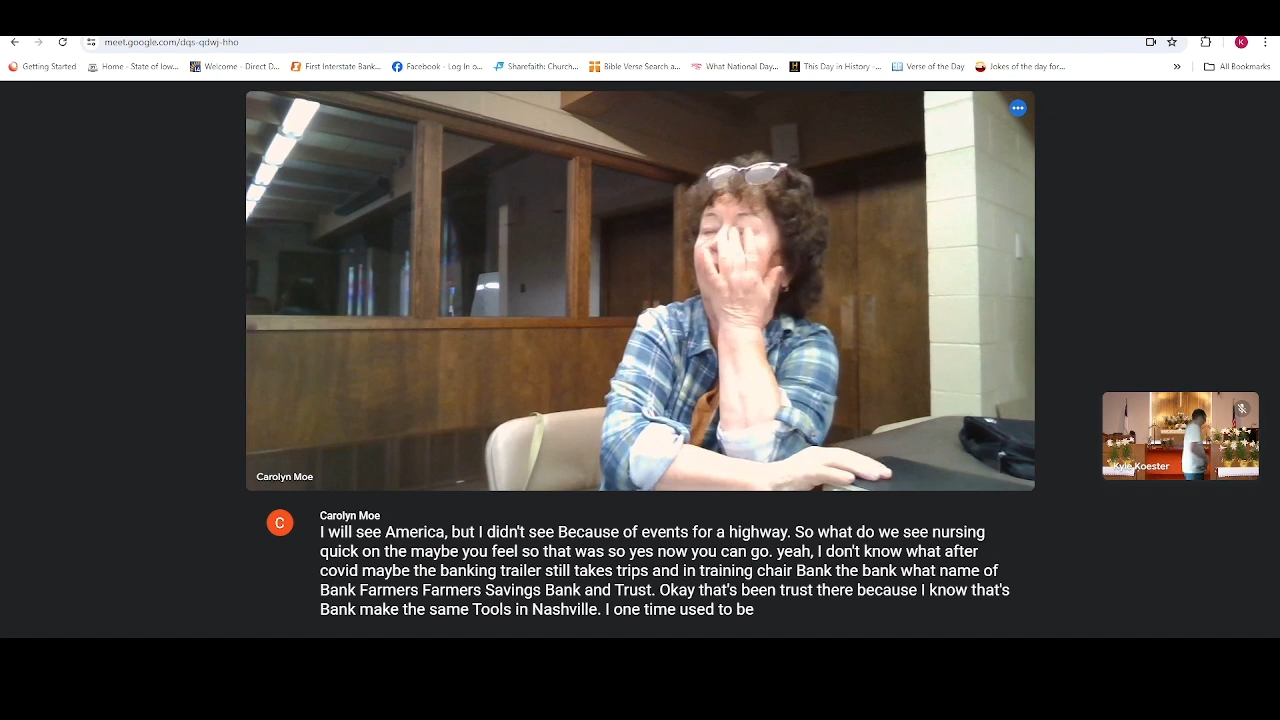 meet.google.com/dqs-qdwj-hho
K
Getting Started
Home - State of Iow...
Welcome - Direct D...
First Interstate Bank...
Facebook - Log In o...
Sharefaith: Church...
Bible Verse Search a...
What National Day...
This Day in History -...
Verse of the Day
Jokes of the day for...
»
All Bookmarks
Carolyn Moe
Kyle Koester
C
Carolyn Moe
I will see America, but I didn't see Because of events for a highway. So what do we see nursing
quick on the maybe you feel so that was so yes now you can go. yeah, I don't know what after
covid maybe the banking trailer still takes trips and in training chair Bank the bank what name of
Bank Farmers Farmers Savings Bank and Trust. Okay that's been trust there because I know that's
Bank make the same Tools in Nashville. I one time used to be